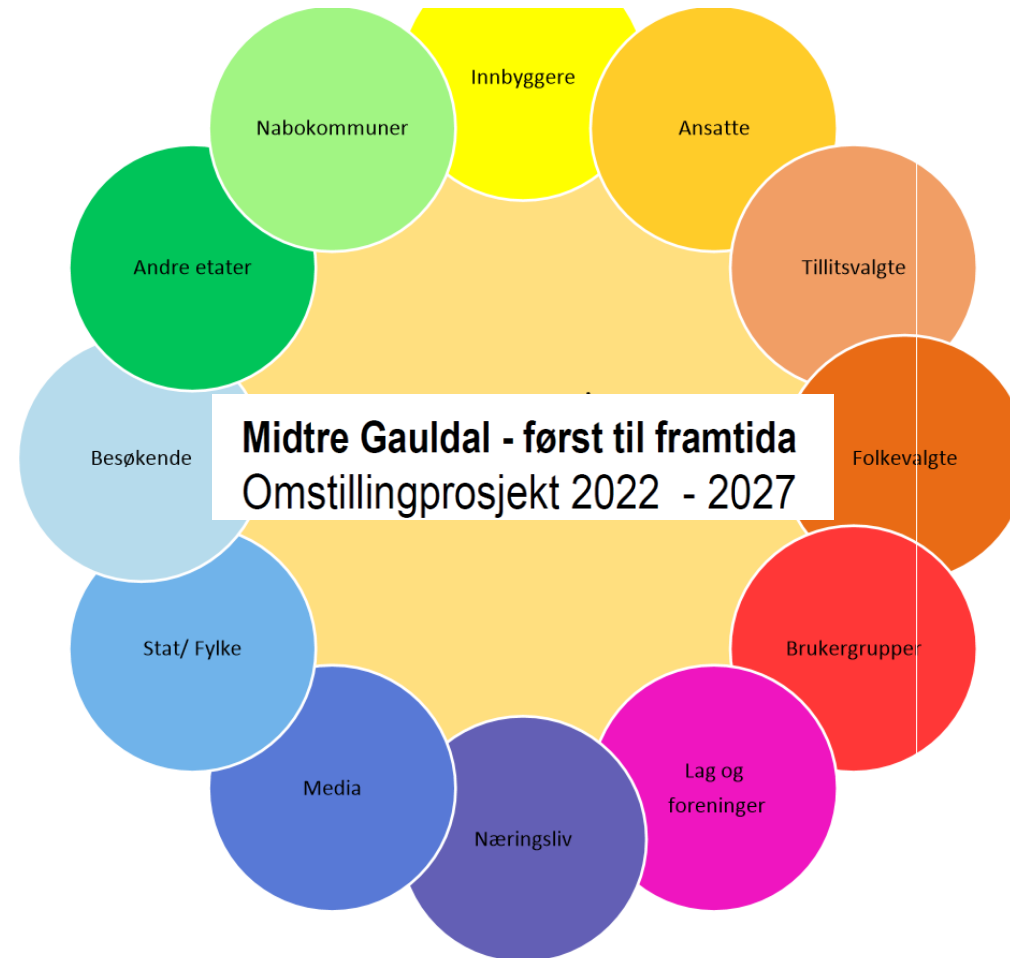 Innbyggere
Ansatte
Tillitsvalgte
Folkevalgte
Brukergrupper
Lag og
foreninger
Næringsliv
Media
Stat/ Fylke
Besøkende
Andre etater
Nabokommuner
Midtre Gauldal - først til framtida
Omstillingprosjekt 2022 - 2027